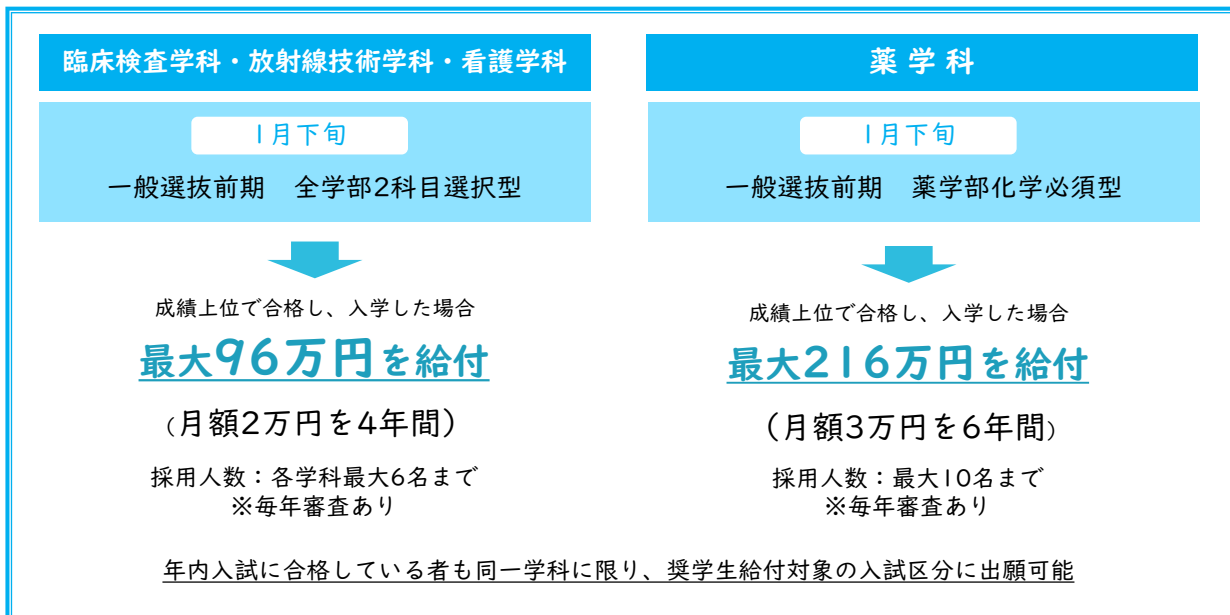 臨床検査学科・放射線技術学科・看護学科
1月下旬
一般選抜前期　全学部2科目選択型
成績上位で合格し、入学した場合
最大96万円を給付
（月額2万円を4年間）
採用人数：各学科最大6名まで
※毎年審査あり
薬学科
1月下旬
一般選抜前期　薬学部化学必須型
成績上位で合格し、入学した場合
最大216万円を給付
（月額3万円を6年間）
採用人数：最大10名まで
※毎年審査あり
年内入試に合格している者も同一学科に限り、奨学生給付対象の入試区分に出願可能